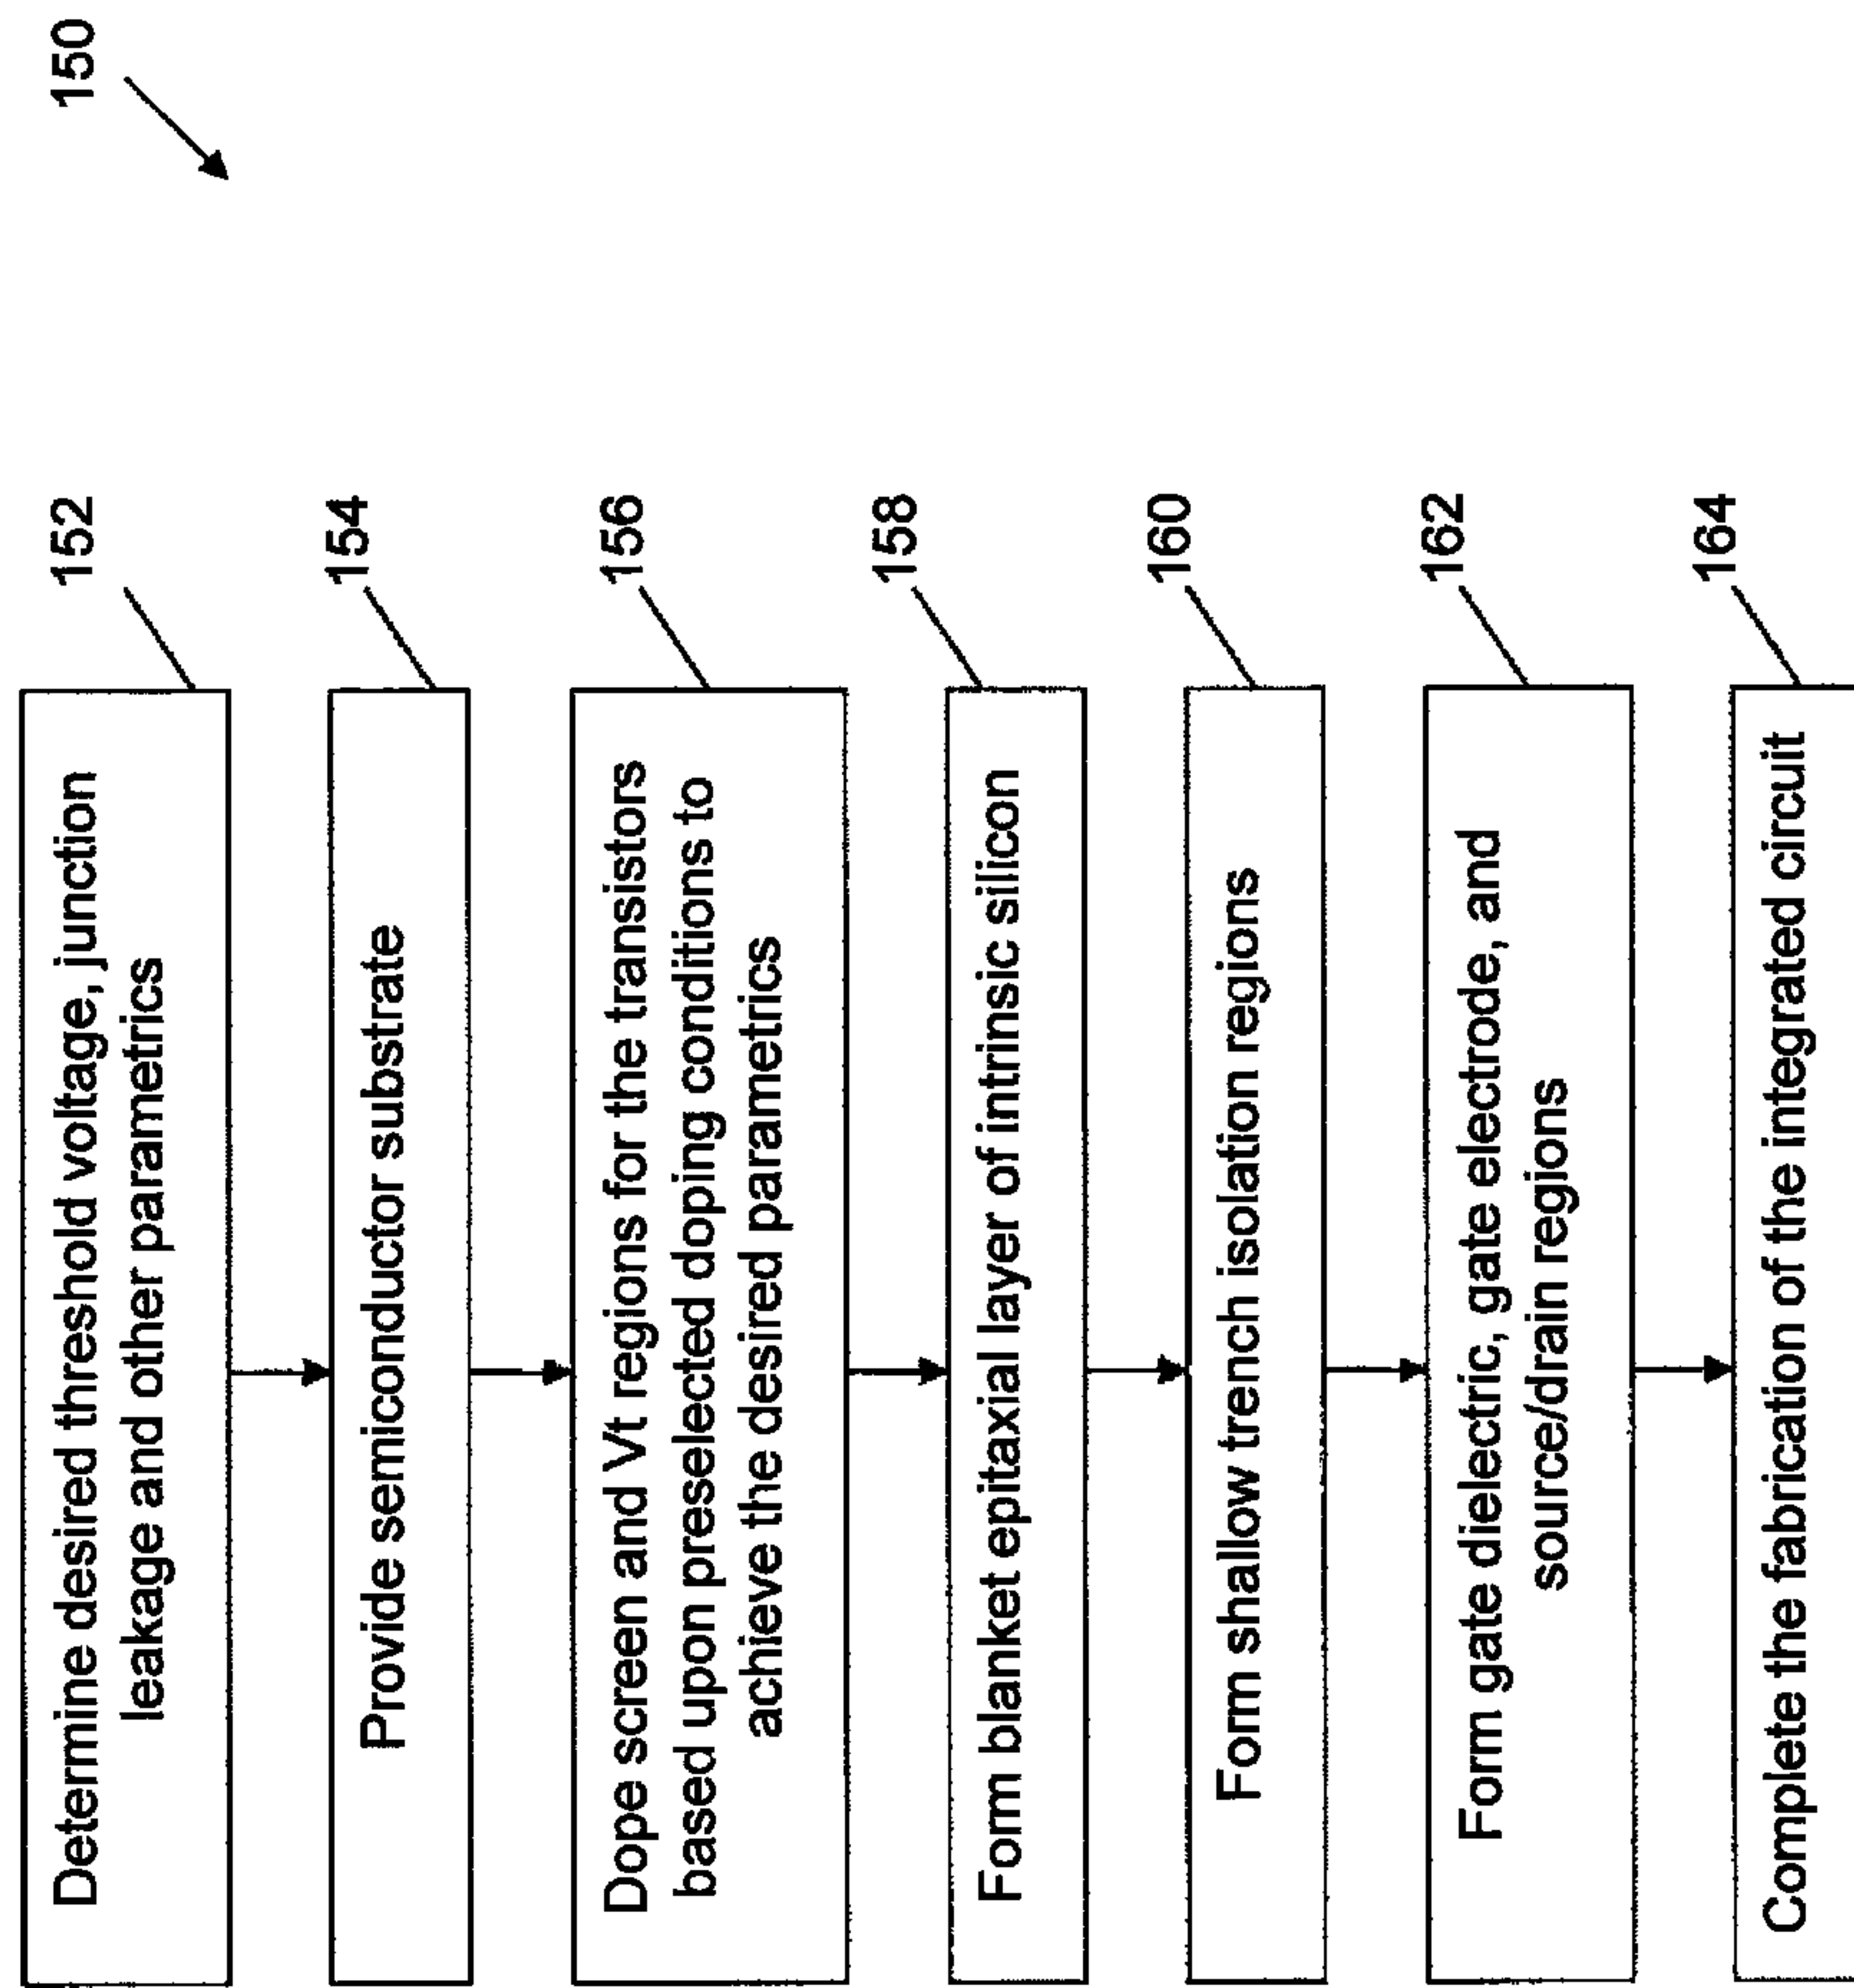 150
152
Determine desired threshold voltage, junction
leakage and other parametrics
154
Provide semiconductor substrate
156
Dope screen and Vt regions for the transistors
based upon preselected doping conditions to
achieve the desired parametrics
158
Form blanket epitaxial layer of intrinsic silicon
160
Form shallow trench isolation regions
162
Form gate dielectric, gate electrode, and
source/drain regions
164
Complete the fabrication of the integrated circuit